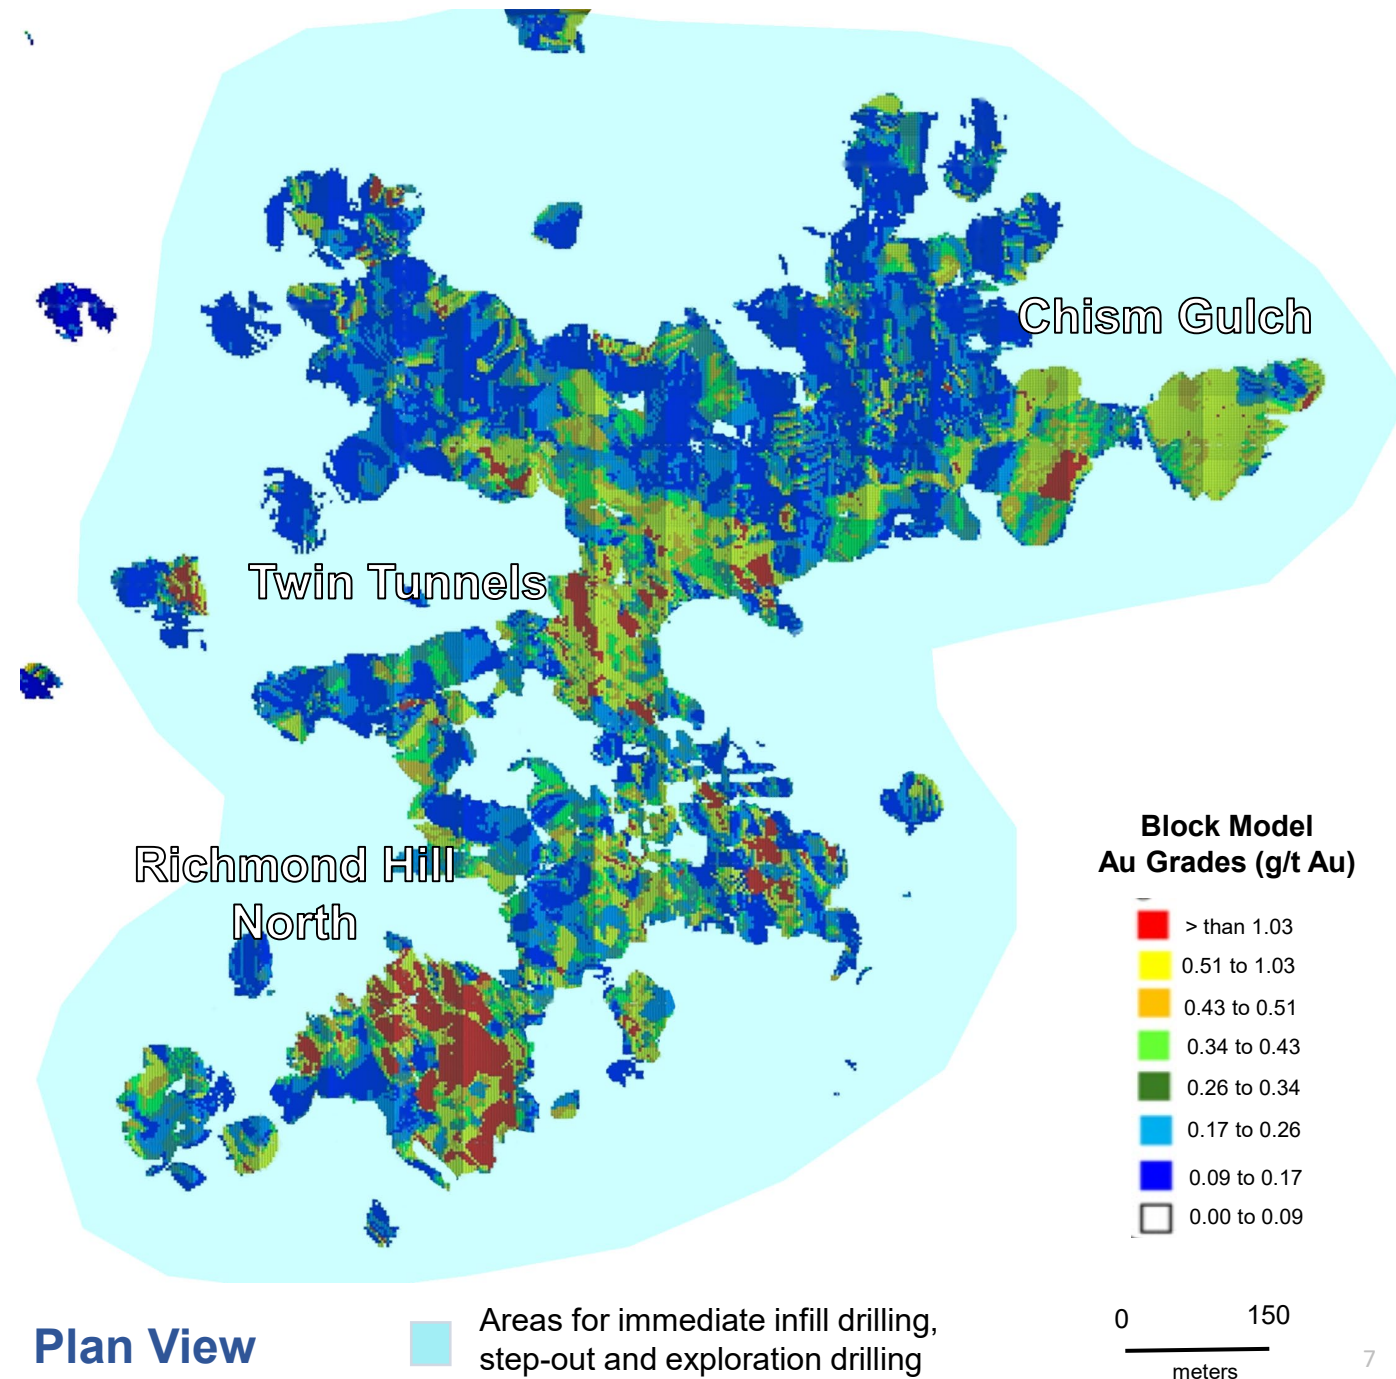 Chism Gulch
Twin Tunnels
Richmond Hill
North
Block Model
Au Grades (g/t Au)
> than 1.03
0.51 to 1.03
0.43 to 0.51
0.34 to 0.43
0.26 to 0.34
0.17 to 0.26
0.09 to 0.17
0.00 to 0.09
Plan View
Areas for immediate infill drilling,
step-out and exploration drilling
0 150
meters
7